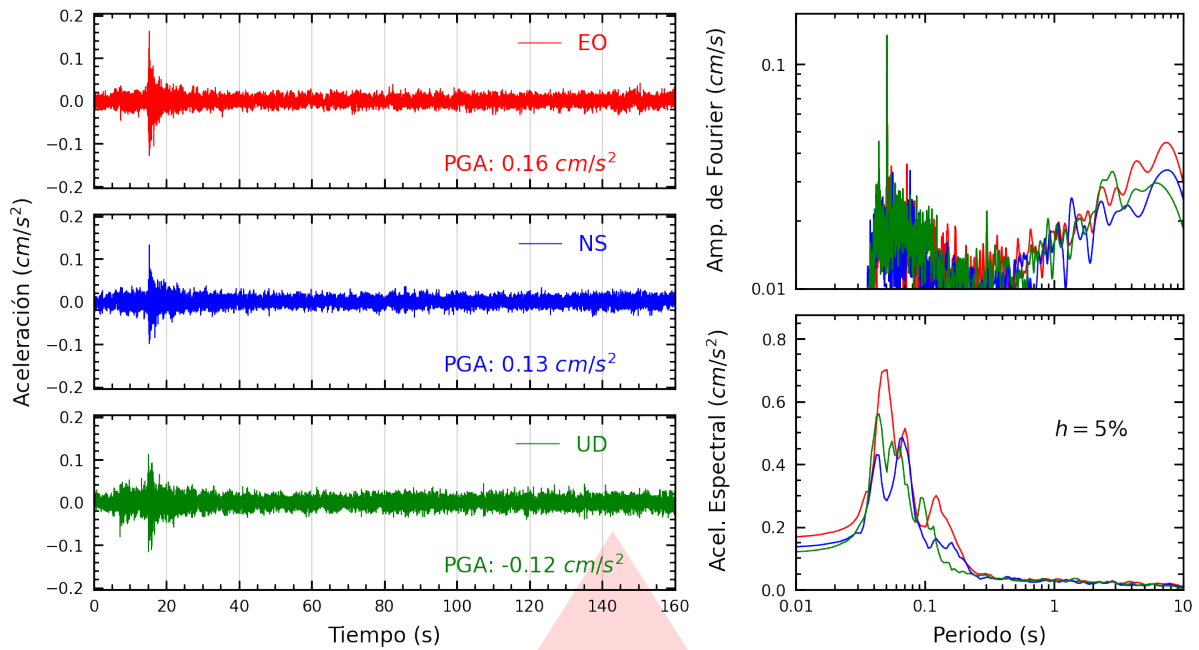 Aceleración (cm/s²)
0.2
0.1
0.0
−0.1
−0.2
EO
PGA: 0.16 cm/s²
0.2
0.1
0.0
−0.1
−0.2
NS
PGA: 0.13 cm/s²
0.2
0.1
0.0
−0.1
−0.2
UD
PGA: -0.12 cm/s²
0 20 40 60 80 100 120 140 160
Tiempo (s)
Amp. de Fourier (cm/s)
0.1
0.01
Acel. Espectral (cm/s²)
0.8
0.6
0.4
0.2
0.0
h = 5%
0.01 0.1 1 10
Periodo (s)